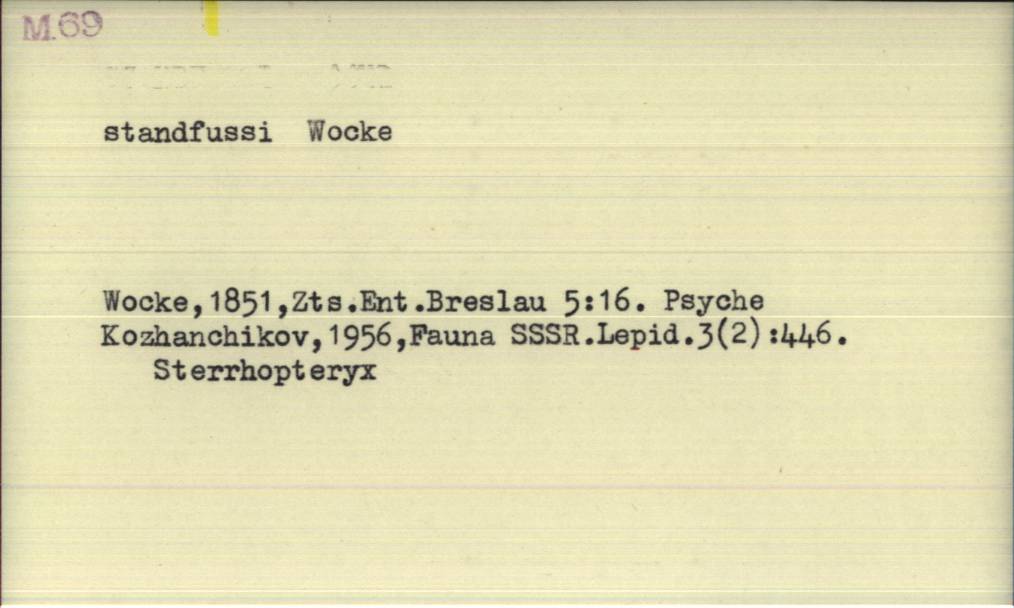 M.69
standfussi Wocke
Wocke,1851,Zts.Ent.Breslau 5:16. Psyche
Kozhanchikov,1956,Fauna SSSR.Lepid.3(2):446.
Sterrhopteryx